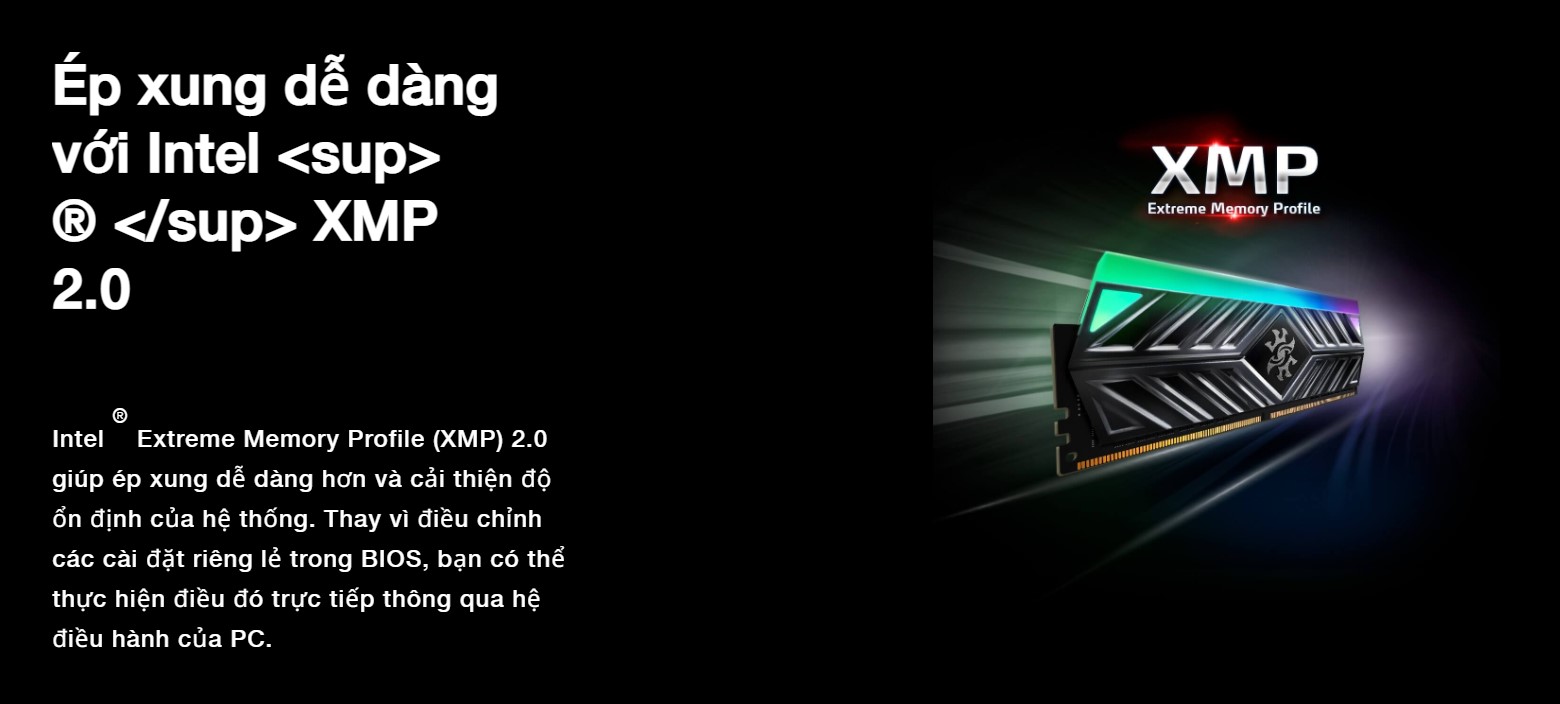 Ép xung dễ dàng
với Intel <sup>
® </sup> XMP
2.0
Intel ® Extreme Memory Profile (XMP) 2.0
giúp ép xung dễ dàng hơn và cải thiện độ
ổn định của hệ thống. Thay vì điều chỉnh
các cài đặt riêng lẻ trong BIOS, bạn có thể
thực hiện điều đó trực tiếp thông qua hệ
điều hành của PC.
XMP
Extreme Memory Profile